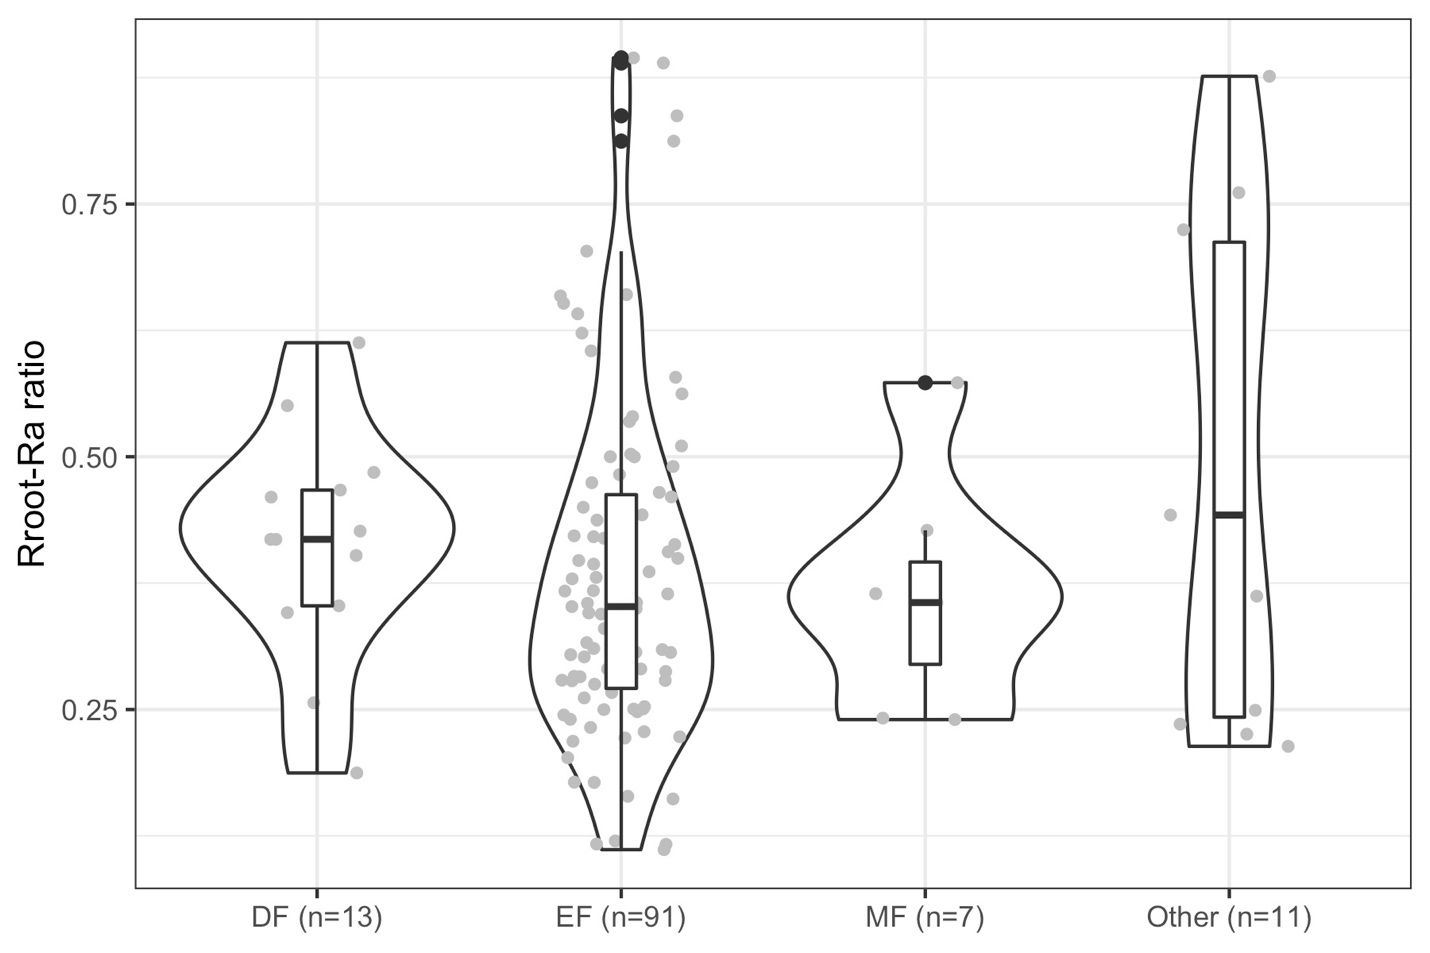 Rroot-Ra ratio
0.75
0.50
0.25
DF (n=13)
EF (n=91)
MF (n=7)
Other (n=11)